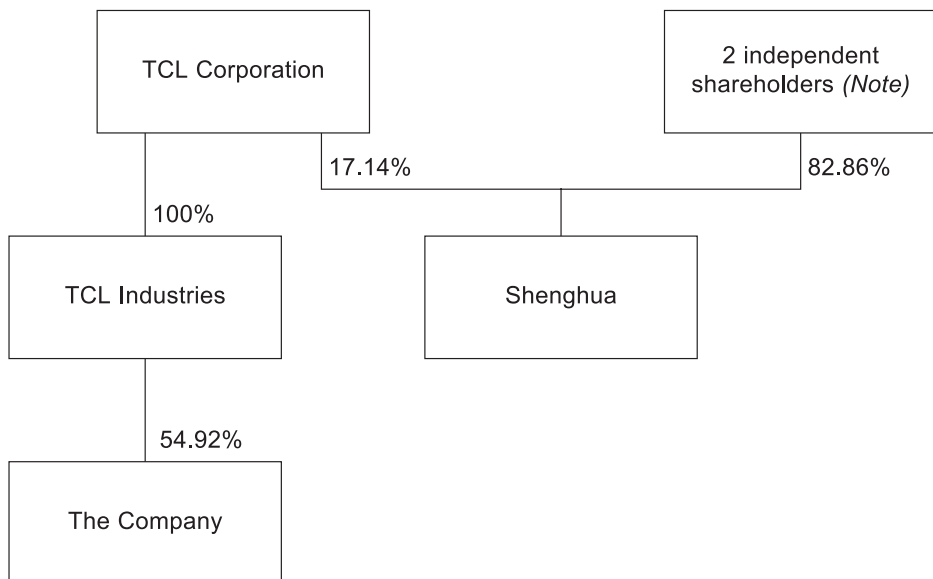 TCL Corporation
2 independent
shareholders (Note)
17.14%
82.86%
100%
TCL Industries
Shenghua
54.92%
The Company